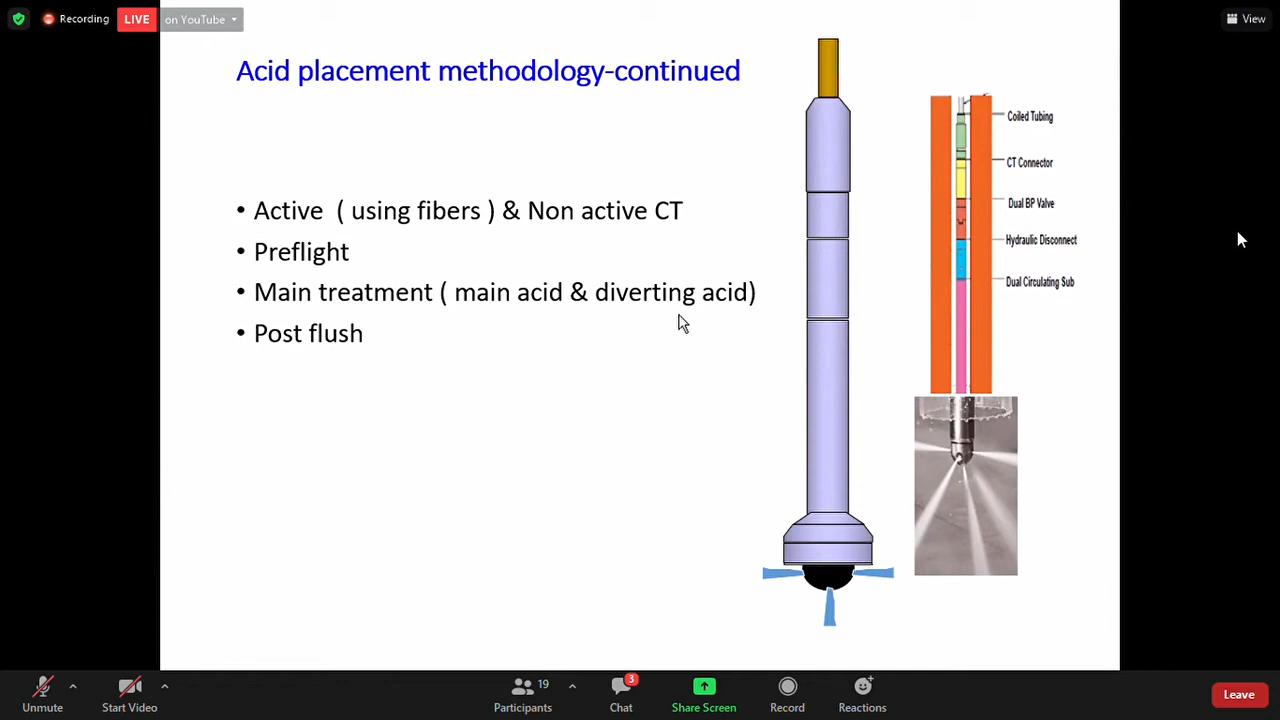 Recording
LIVE
on YouTube
View
Acid placement methodology-continued
• Active ( using fibers ) & Non active CT
• Preflight
• Main treatment ( main acid & diverting acid)
• Post flush
Coiled Tubing
CT Connector
Dual BP Valve
Hydraulic Disconnect
Dual Circulating Sub
Unmute
Start Video
19
Participants
3
Chat
Share Screen
Record
Reactions
Leave